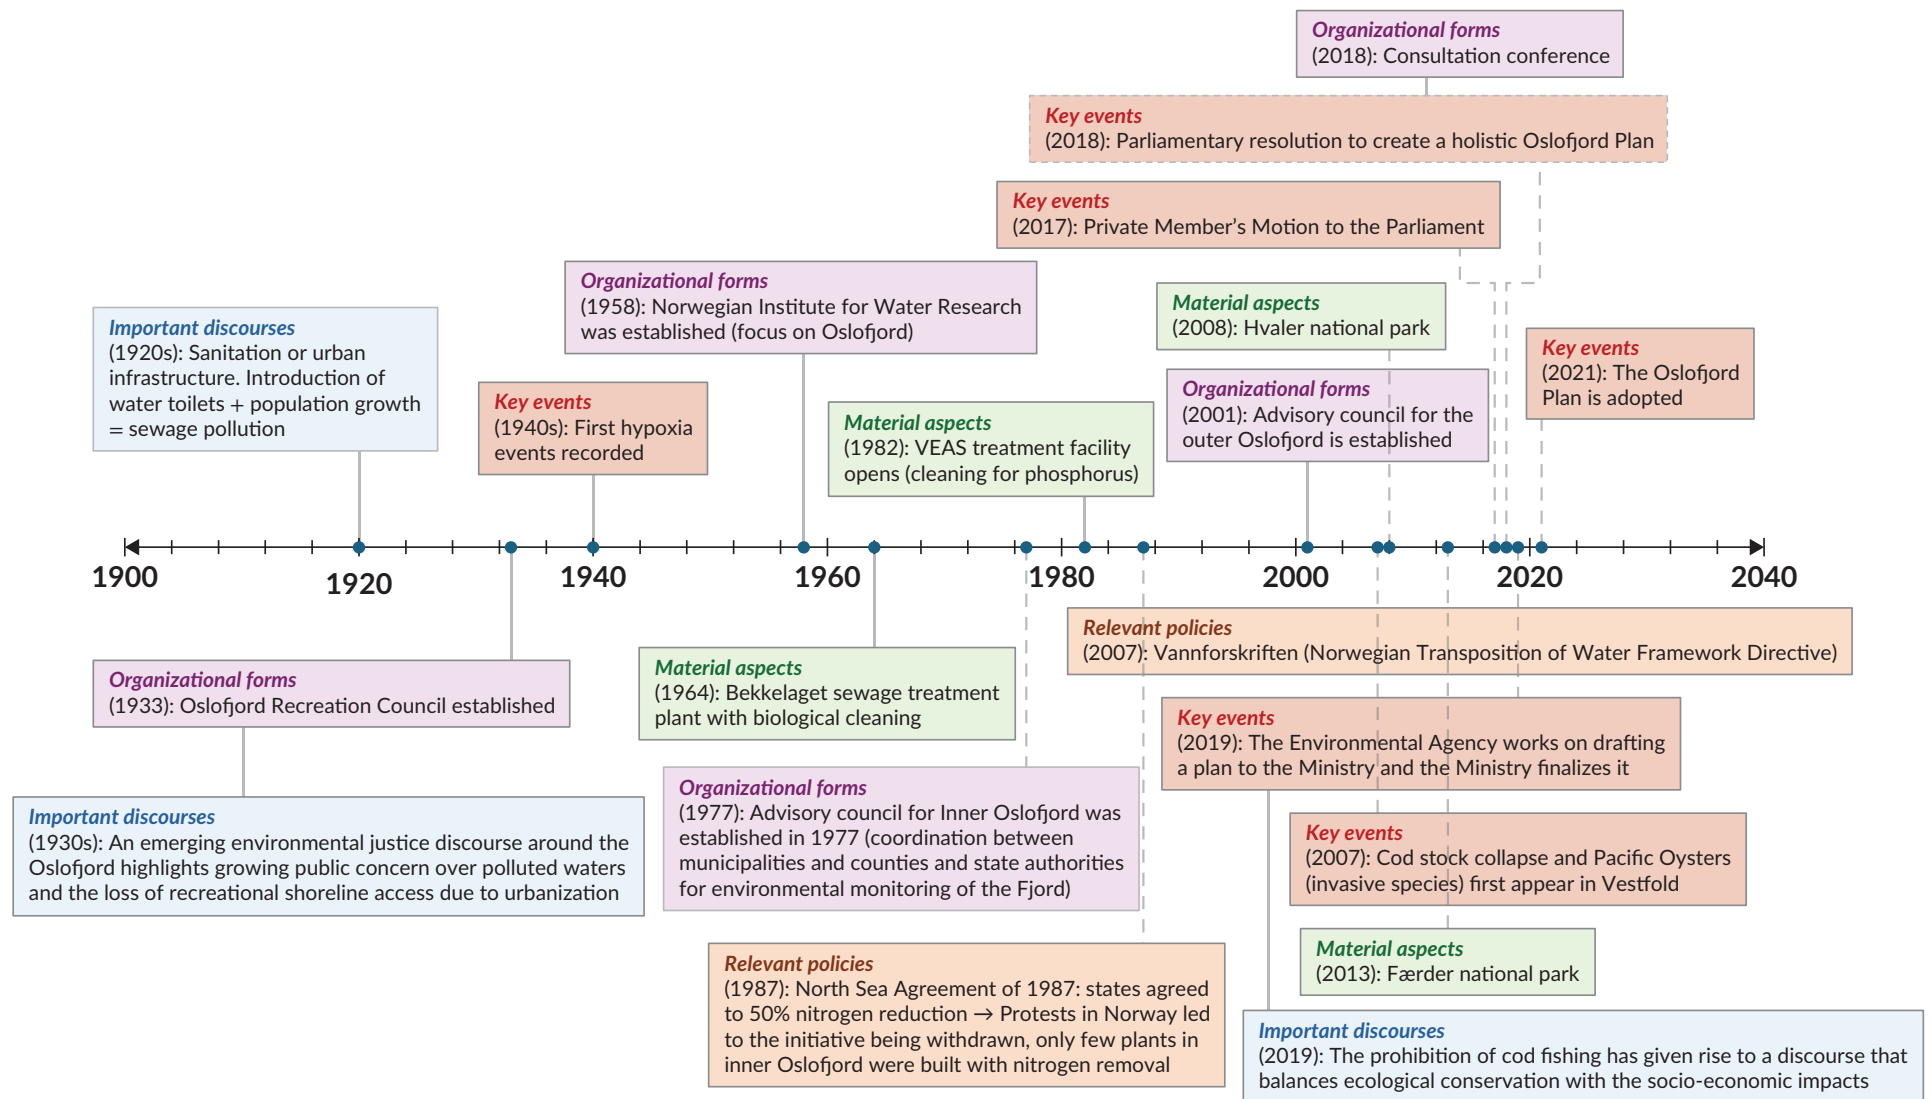 Organizational forms
(2018): Consultation conference
Key events
(2018): Parliamentary resolution to create a holistic Oslofjord Plan
Key events
(2017): Private Member’s Motion to the Parliament
Organizational forms
(1958): Norwegian Institute for Water Research
was established (focus on Oslofjord)
Material aspects
(2008): Hvaler national park
Important discourses
(1920s): Sanitation or urban
infrastructure. Introduction of
water toilets + population growth
= sewage pollution
Key events
(2021): The Oslofjord
Plan is adopted
Key events
(1940s): First hypoxia
events recorded
Material aspects
(1982): VEAS treatment facility
opens (cleaning for phosphorus)
Organizational forms
(2001): Advisory council for the
outer Oslofjord is established
1900
1920
1940
1960
1980
2000
2020
2040
Relevant policies
(2007): Vannforskriften (Norwegian Transposition of Water Framework Directive)
Organizational forms
(1933): Oslofjord Recreation Council established
Material aspects
(1964): Bekkelaget sewage treatment
plant with biological cleaning
Key events
(2019): The Environmental Agency works on drafting
a plan to the Ministry and the Ministry finalizes it
Important discourses
(1930s): An emerging environmental justice discourse around the
Oslofjord highlights growing public concern over polluted waters
and the loss of recreational shoreline access due to urbanization
Organizational forms
(1977): Advisory council for Inner Oslofjord was
established in 1977 (coordination between
municipalities and counties and state authorities
for environmental monitoring of the Fjord)
Key events
(2007): Cod stock collapse and Pacific Oysters
(invasive species) first appear in Vestfold
Material aspects
(2013): Færder national park
Relevant policies
(1987): North Sea Agreement of 1987: states agreed
to 50% nitrogen reduction → Protests in Norway led
to the initiative being withdrawn, only few plants in
inner Oslofjord were built with nitrogen removal
Important discourses
(2019): The prohibition of cod fishing has given rise to a discourse that
balances ecological conservation with the socio-economic impacts